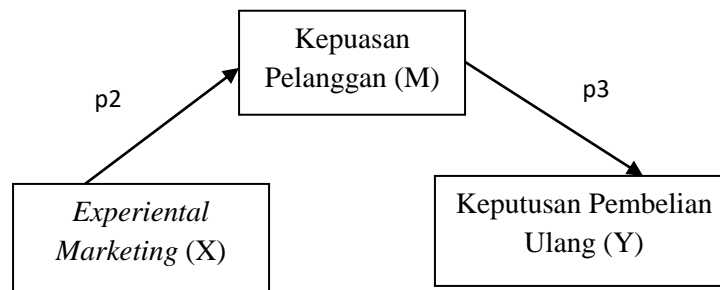 Kepuasan
Pelanggan (M)
p2
p3
Experiental
Marketing (X)
Keputusan Pembelian
Ulang (Y)